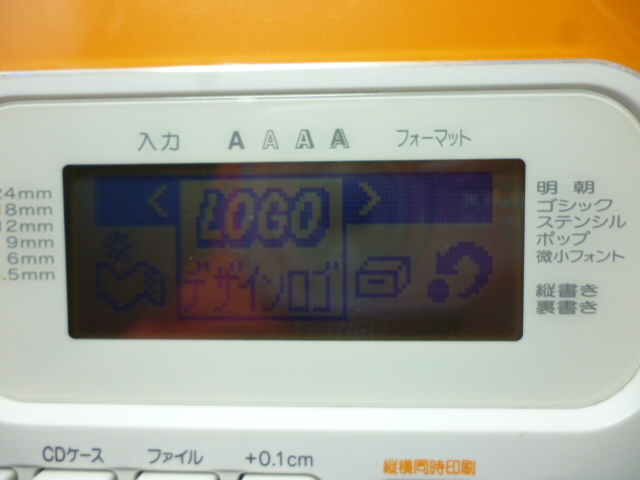 入力 A A A A フォーマット
24mm
18mm
12mm
9mm
6mm
3.5mm
< LOGO >
デザインロゴ
明朝
ゴシック
ステンシル
ポップ
微小フォント
縦書き
裏書き
CDケース ファイル +0.1cm 縦横同時印刷